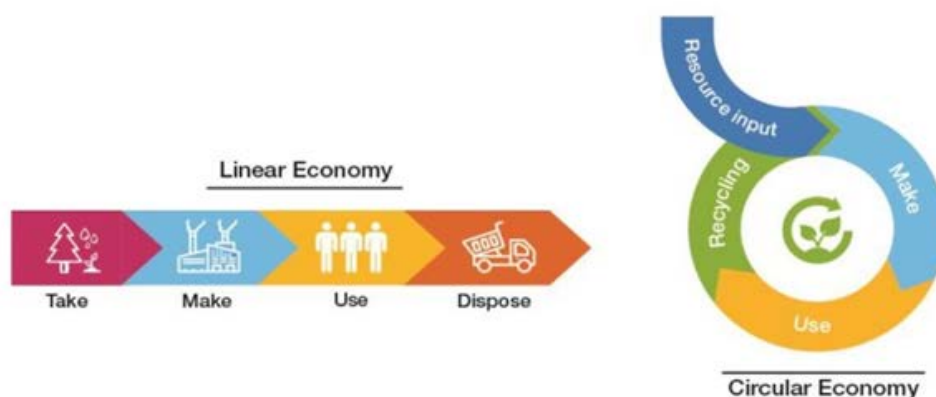 Linear Economy
Take
Make
Use
Dispose
Resource input
Make
Use
Recycling
Circular Economy